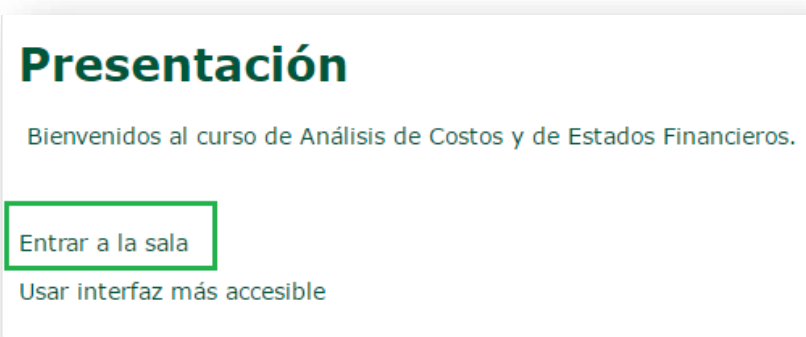 Presentación
Bienvenidos al curso de Análisis de Costos y de Estados Financieros.
Entrar a la sala
Usar interfaz más accesible